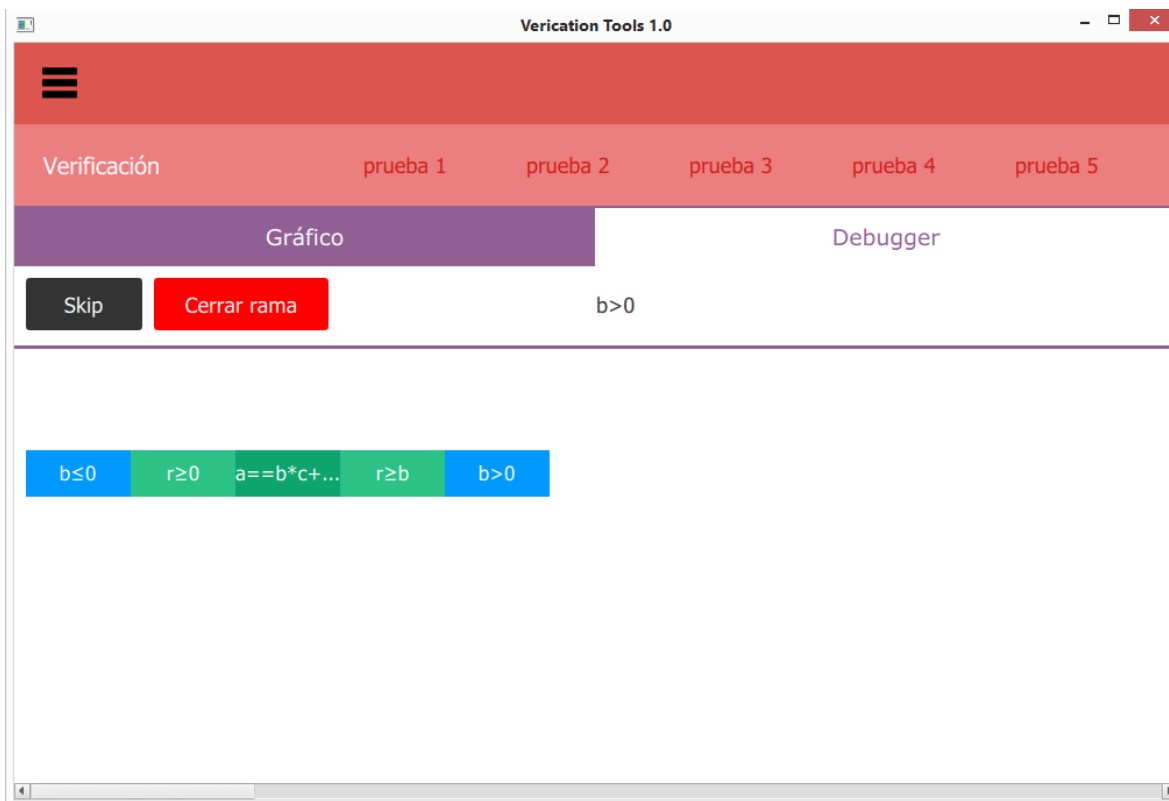 Verication Tools 1.0
Verificación prueba 1 prueba 2 prueba 3 prueba 4 prueba 5
Gráfico Debugger
Skip Cerrar rama b>0
b≤0 r≥0 a==b*c+... r≥b b>0